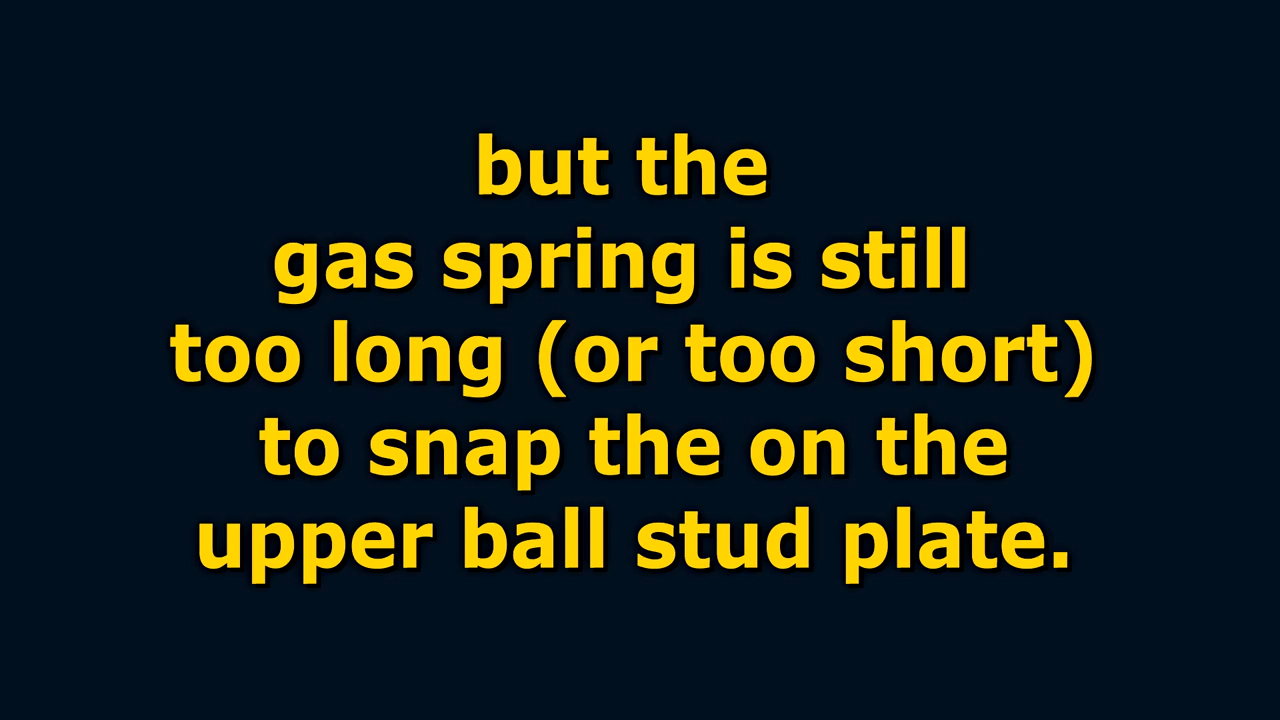 but the
gas spring is still
too long (or too short)
to snap the on the
upper ball stud plate.